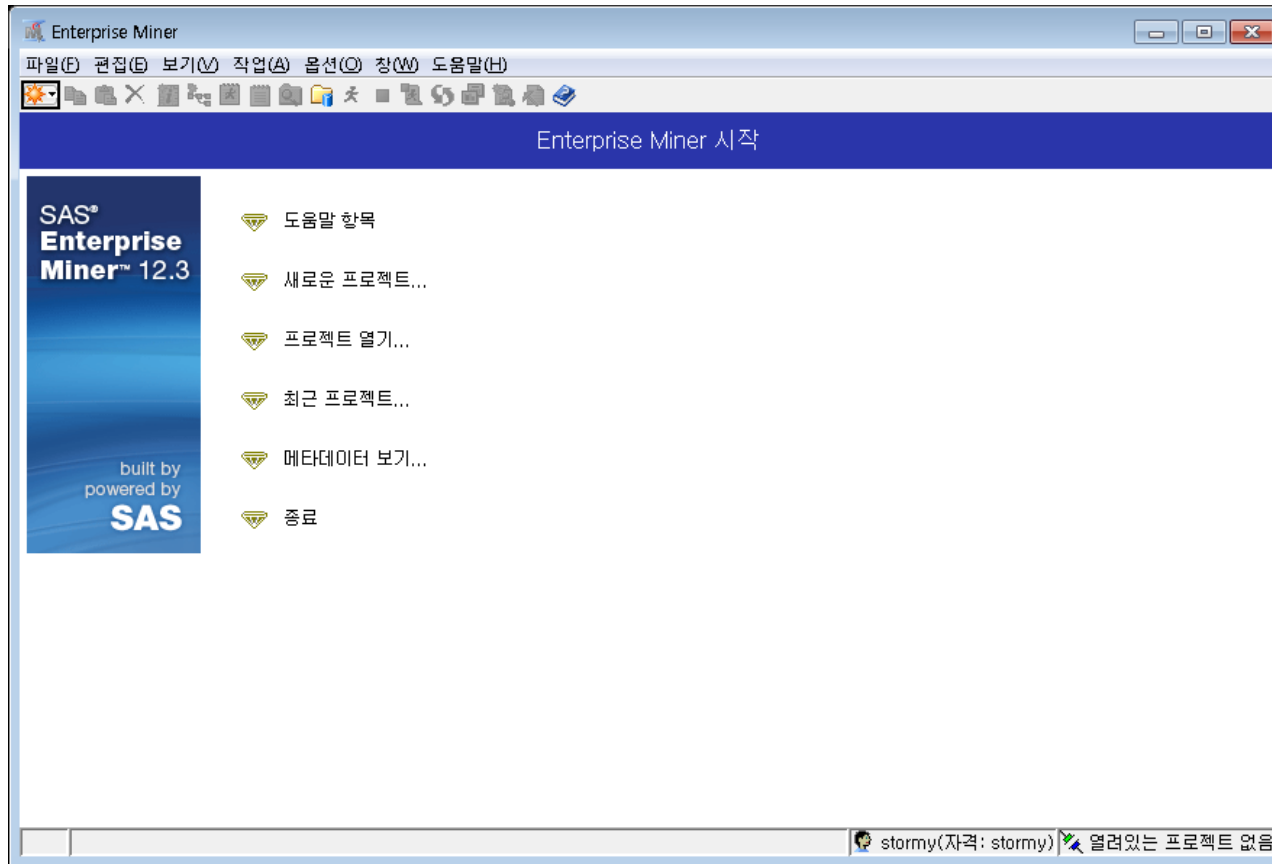 Enterprise Miner
파일(F) 편집(E) 보기(V) 작업(A) 옵션(O) 창(W) 도움말(H)
Enterprise Miner 시작
SAS®
Enterprise
Miner™ 12.3
도움말 항목
새로운 프로젝트...
프로젝트 열기...
최근 프로젝트...
메타데이터 보기...
종료
built by
powered by
SAS
stormy(자격: stormy) 열려있는 프로젝트 없음